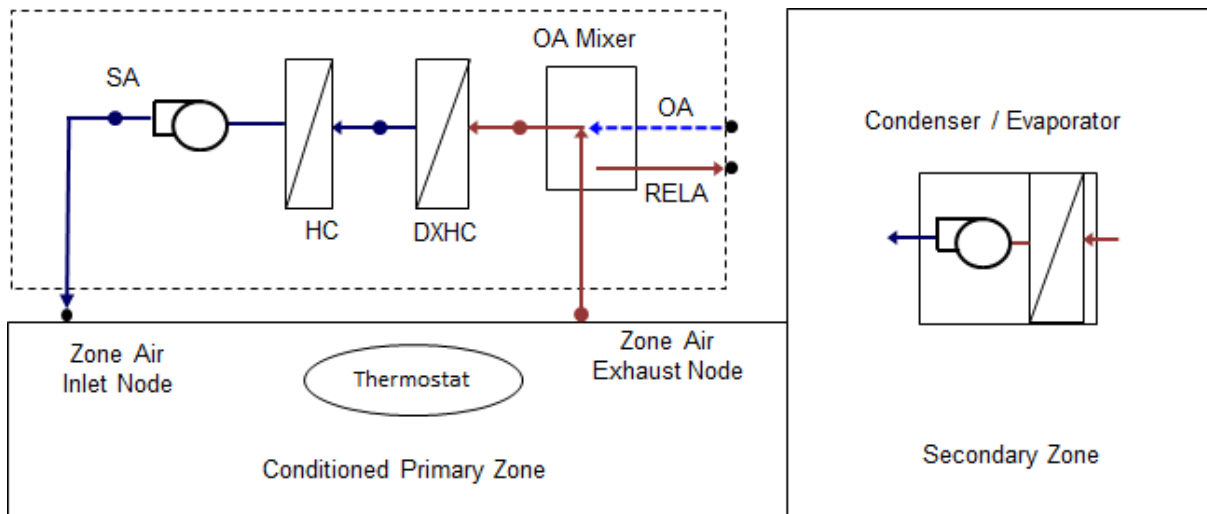 OA Mixer
SA
OA
RELA
HC
DXHC
Condenser / Evaporator
Zone Air
Inlet Node
Thermostat
Zone Air
Exhaust Node
Conditioned Primary Zone
Secondary Zone